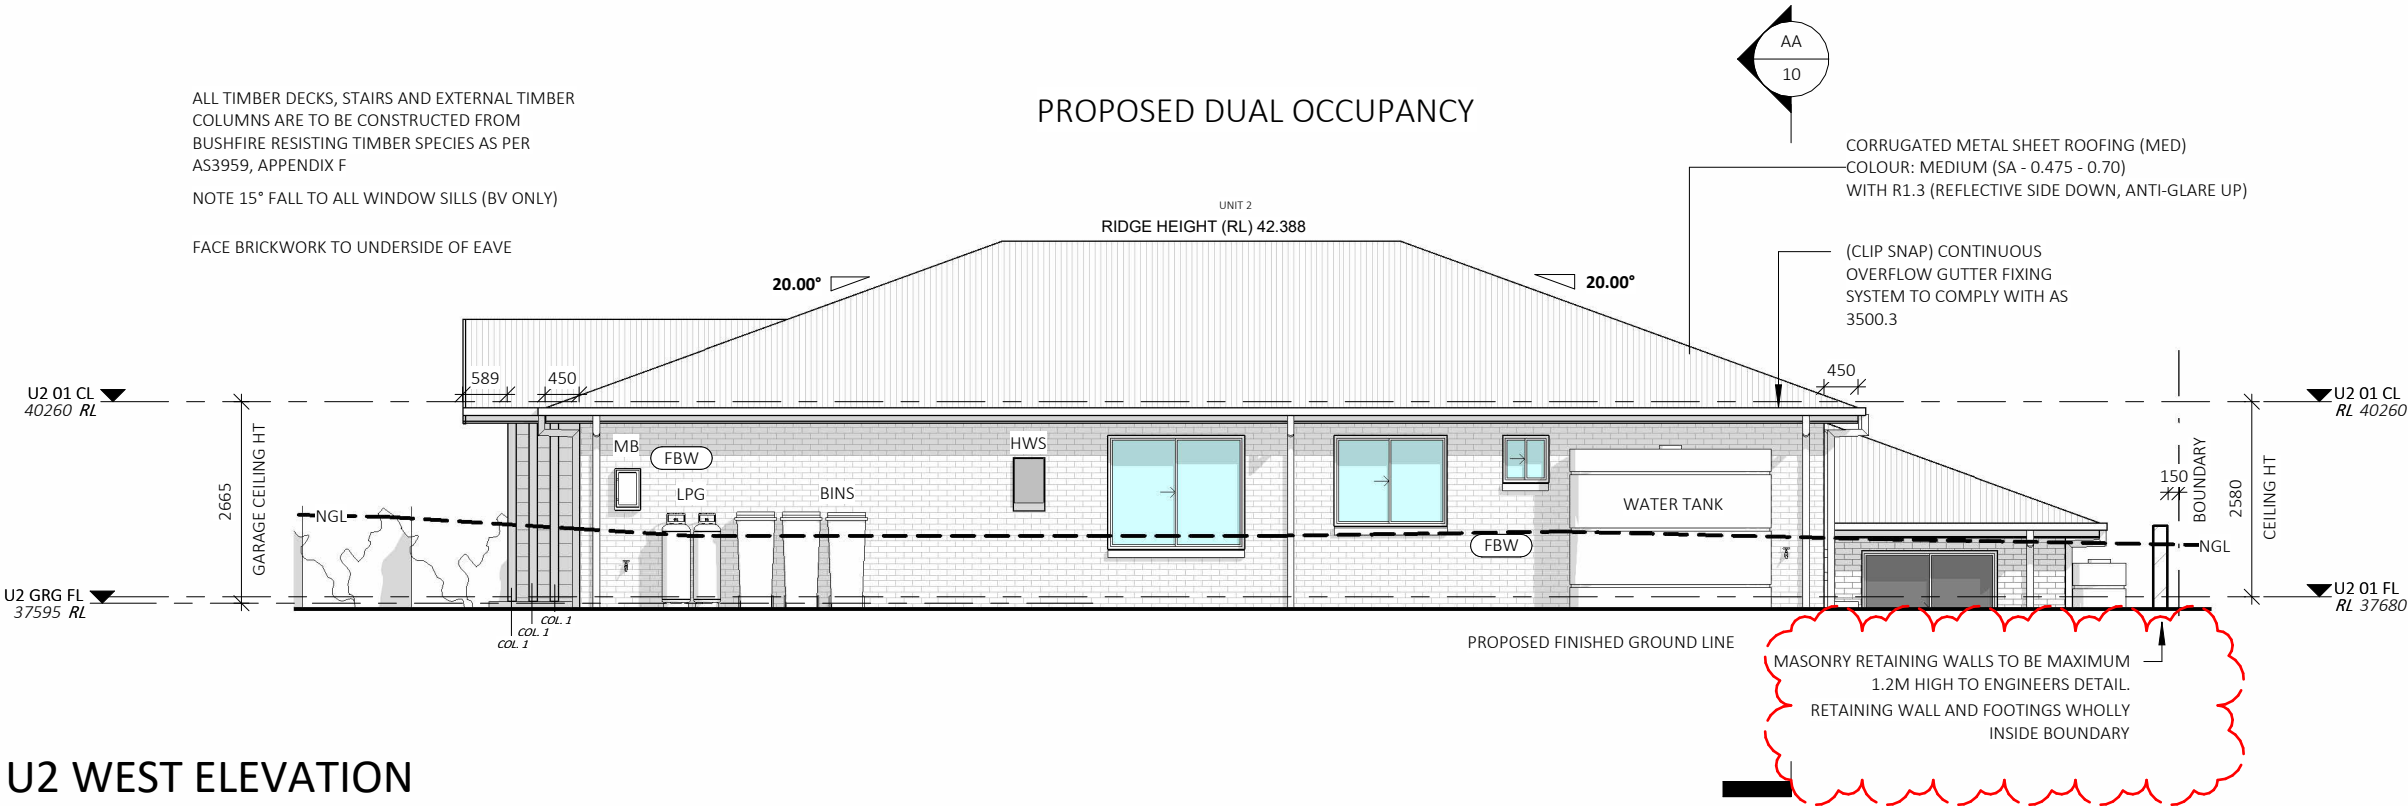 AA
10
ALL TIMBER DECKS, STAIRS AND EXTERNAL TIMBER
COLUMNS ARE TO BE CONSTRUCTED FROM
BUSHFIRE RESISTING TIMBER SPECIES AS PER
AS3959, APPENDIX F
NOTE 15° FALL TO ALL WINDOW SILLS (BV ONLY)
FACE BRICKWORK TO UNDERSIDE OF EAVE
PROPOSED DUAL OCCUPANCY
CORRUGATED METAL SHEET ROOFING (MED)
COLOUR: MEDIUM (SA - 0.475 - 0.70)
WITH R1.3 (REFLECTIVE SIDE DOWN, ANTI-GLARE UP)
UNIT 2
RIDGE HEIGHT (RL) 42.388
(CLIP SNAP) CONTINUOUS
OVERFLOW GUTTER FIXING
SYSTEM TO COMPLY WITH AS
3500.3
20.00°
20.00°
589
450
450
U2 01 CL
40260 RL
U2 01 CL
RL 40260
2665
GARAGE CEILING HT
MB
FBW
HWS
LPG
BINS
WATER TANK
FBW
NGL
150
BOUNDARY
2580
CEILING HT
NGL
U2 GRG FL
37595 RL
U2 01 FL
RL 37680
COL. 1
COL. 1
COL. 1
PROPOSED FINISHED GROUND LINE
MASONRY RETAINING WALLS TO BE MAXIMUM
1.2M HIGH TO ENGINEERS DETAIL.
RETAINING WALL AND FOOTINGS WHOLLY
INSIDE BOUNDARY
U2 WEST ELEVATION